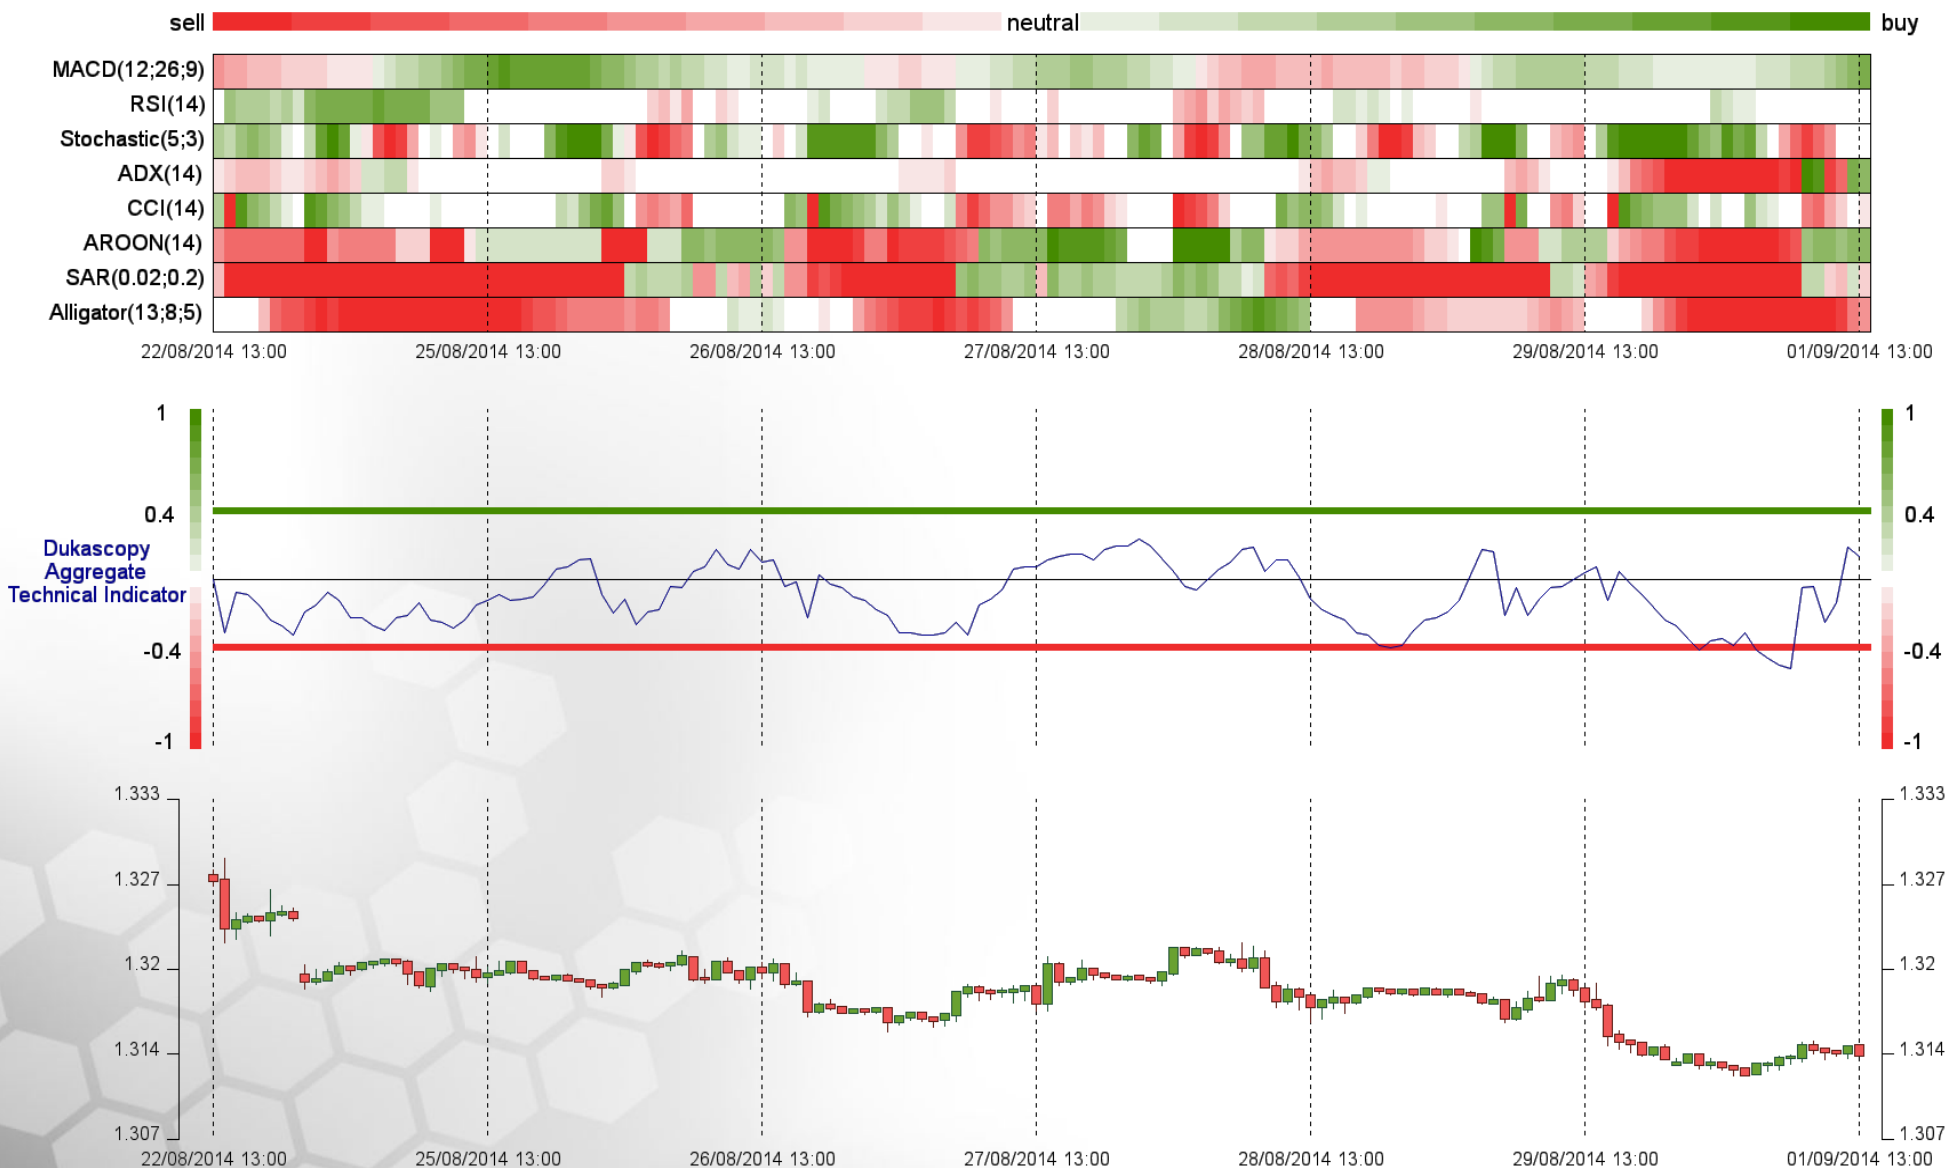 sell neutral buy
MACD(12;26;9)
RSI(14)
Stochastic(5;3)
ADX(14)
CCI(14)
AROON(14)
SAR(0.02;0.2)
Alligator(13;8;5)
22/08/2014 13:00 25/08/2014 13:00 26/08/2014 13:00 27/08/2014 13:00 28/08/2014 13:00 29/08/2014 13:00 01/09/2014 13:00
1 1
0.4 0.4
Dukascopy
Aggregate
Technical Indicator
-0.4 -0.4
-1 -1
1.333 1.333
1.327 1.327
1.32 1.32
1.314 1.314
1.307 1.307
22/08/2014 13:00 25/08/2014 13:00 26/08/2014 13:00 27/08/2014 13:00 28/08/2014 13:00 29/08/2014 13:00 01/09/2014 13:00